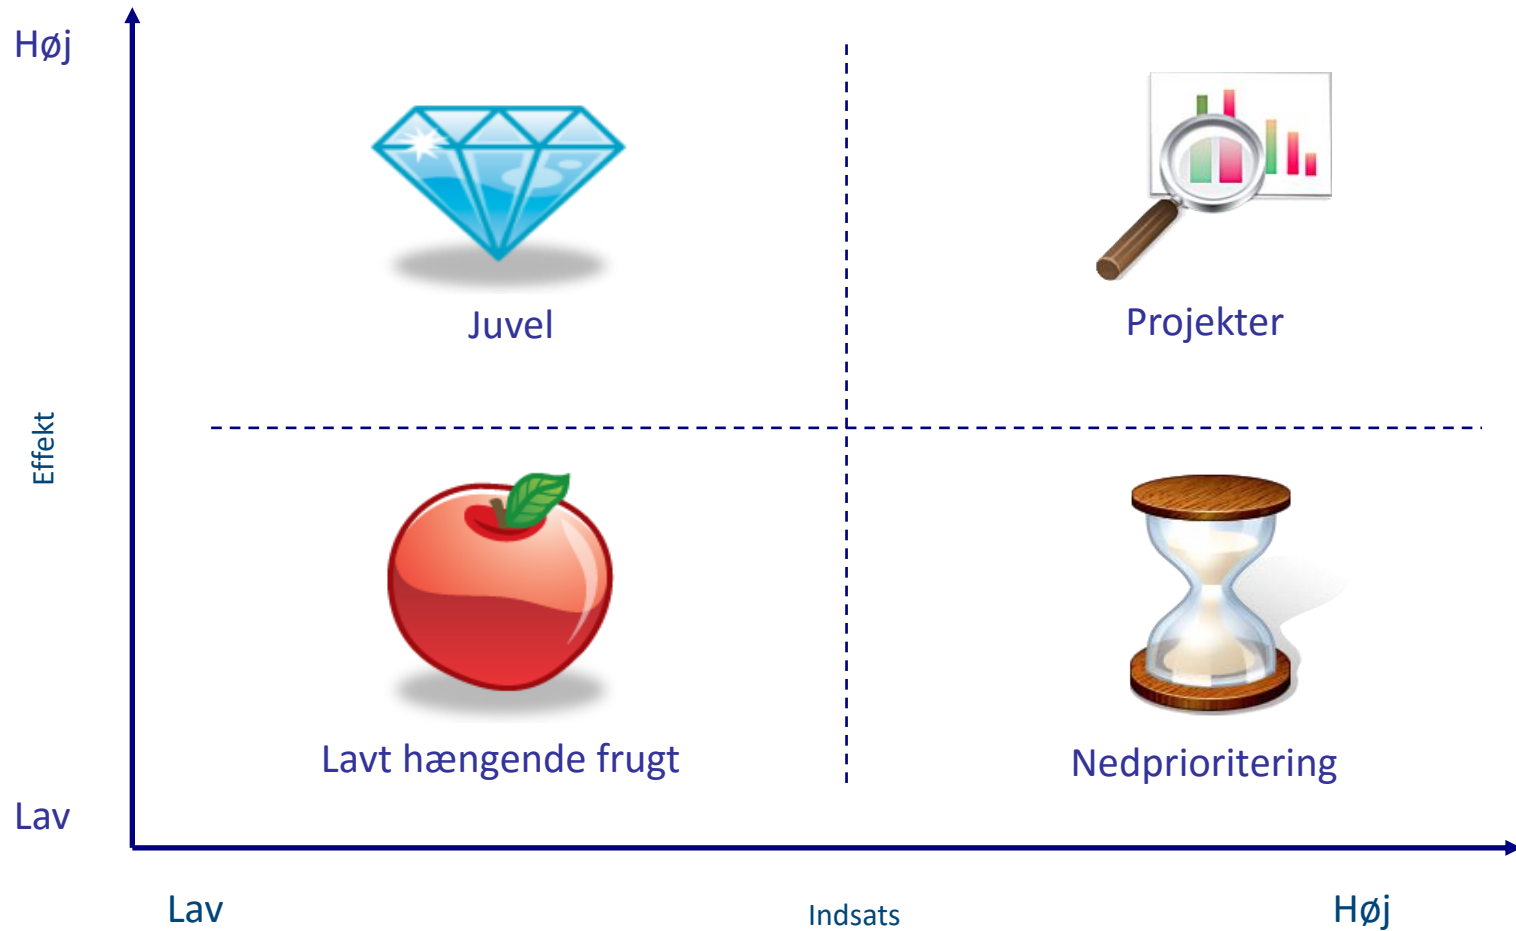 Høj
Juvel
Projekter
Effekt
Lavt hængende frugt
Nedprioritering
Lav
Lav
Indsats
Høj